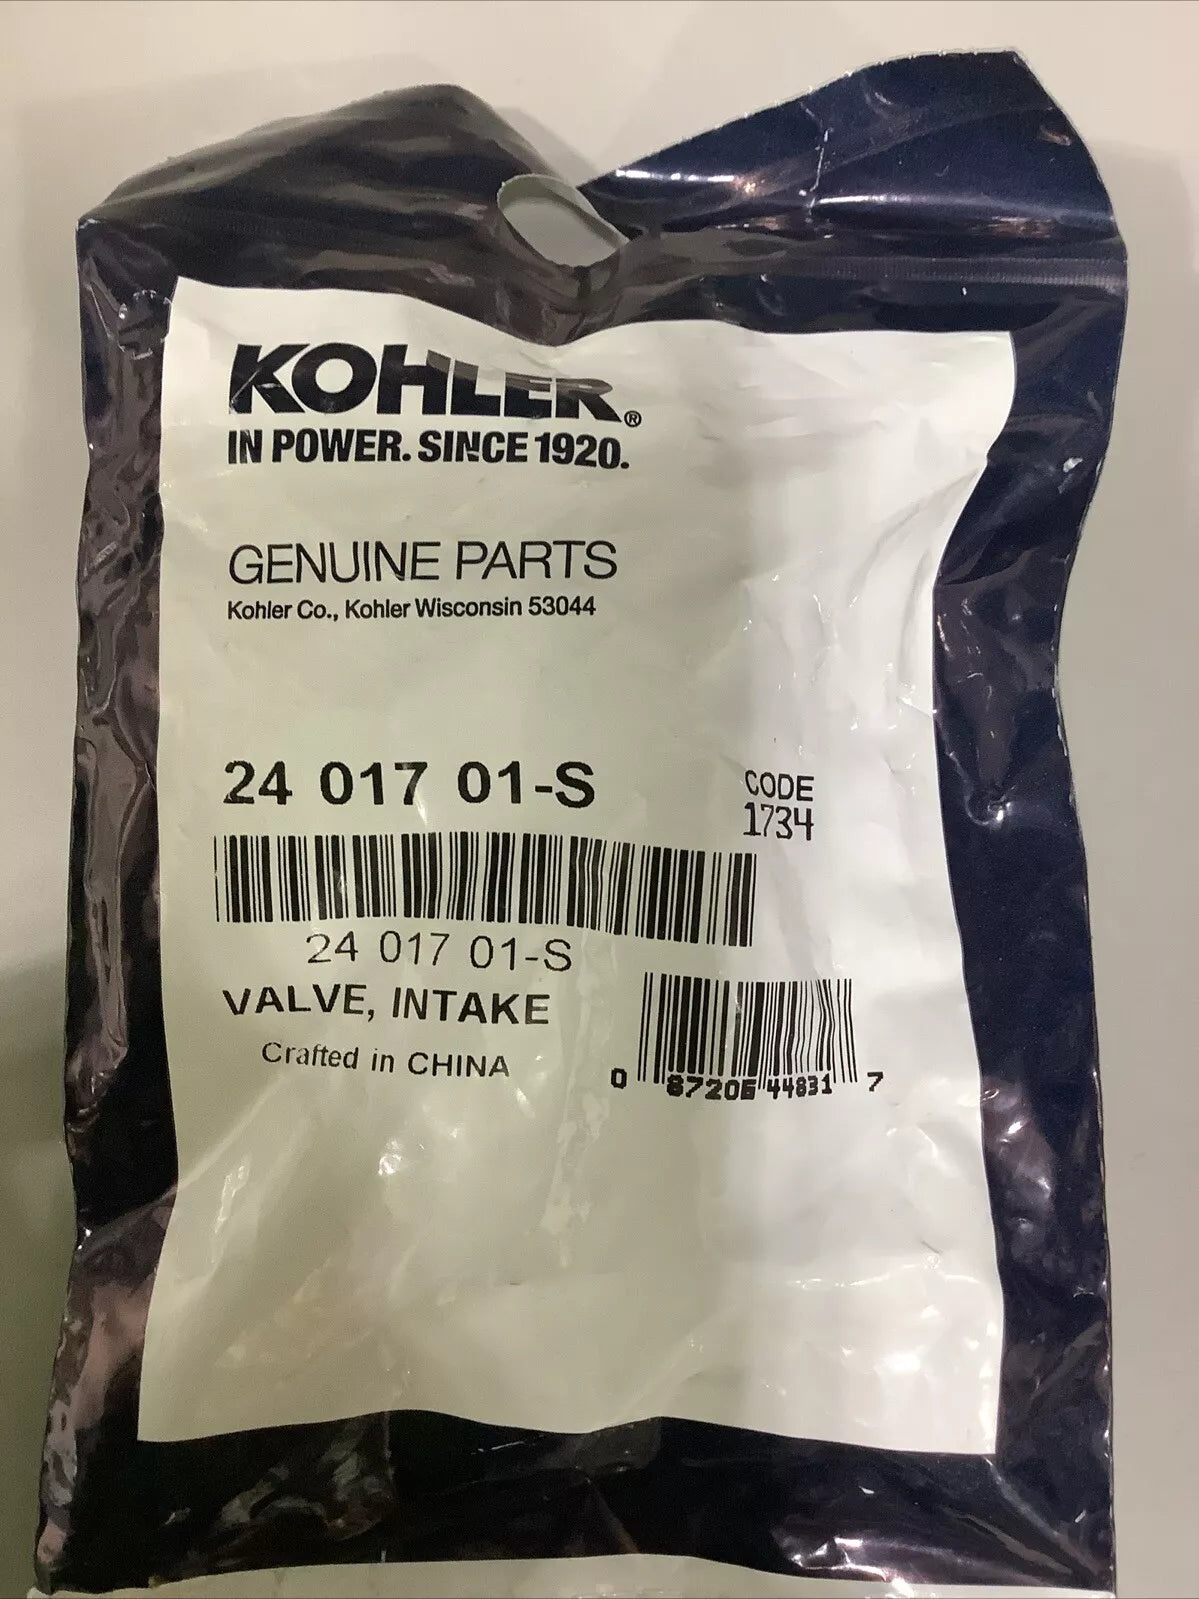 KOHLER®
IN POWER. SINCE 1920.
GENUINE PARTS
Kohler Co., Kohler Wisconsin 53044
24 017 01-S
CODE
1734
24 017 01-S
VALVE, INTAKE
Crafted in CHINA
0 87206 44831 7